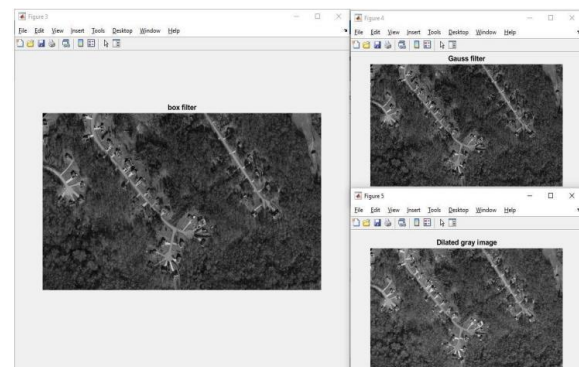 Figure 3
File Edit View Insert Tools Desktop Window Help
box filter
Figure 4
File Edit View Insert Tools Desktop Window Help
Gauss filter
Figure 5
File Edit View Insert Tools Desktop Window Help
Dilated gray image